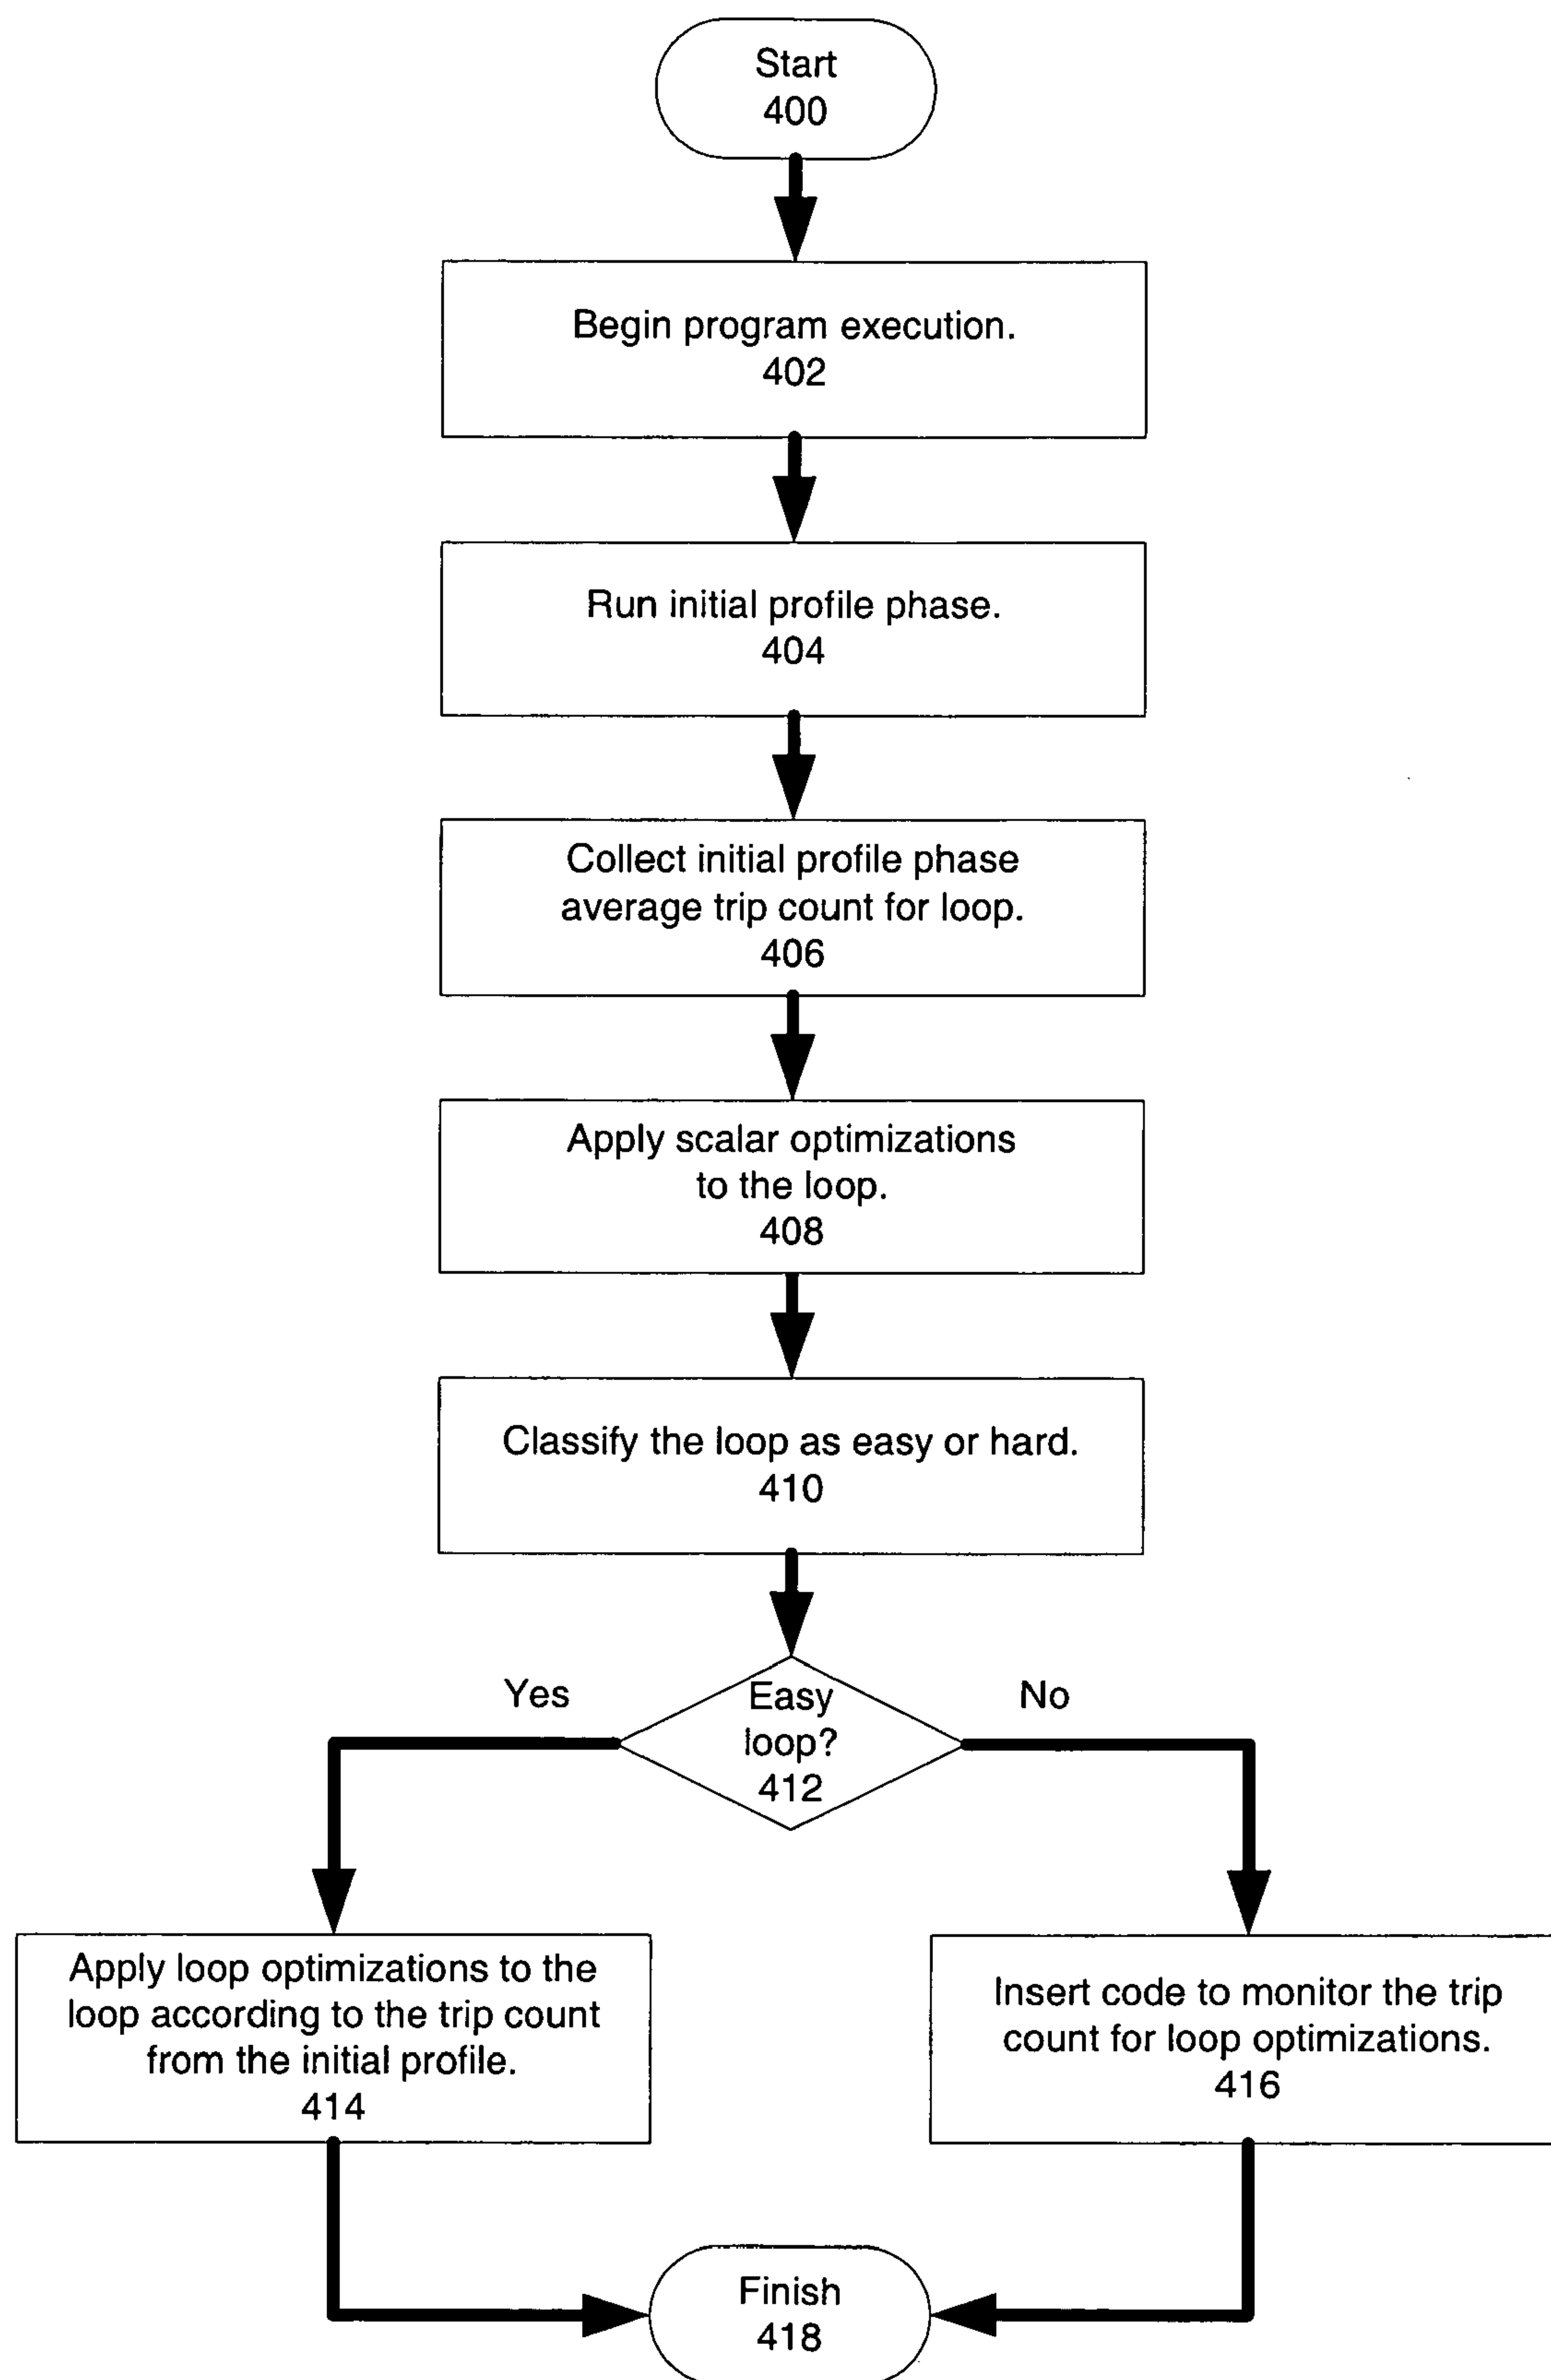 Start
400
Begin program execution.
402
Run initial profile phase.
404
Collect initial profile phase
average trip count for loop.
406
Apply scalar optimizations
to the loop.
408
Classify the loop as easy or hard.
410
Yes
Easy
loop?
412
No
Apply loop optimizations to the
loop according to the trip count
from the initial profile.
414
Insert code to monitor the trip
count for loop optimizations.
416
Finish
418